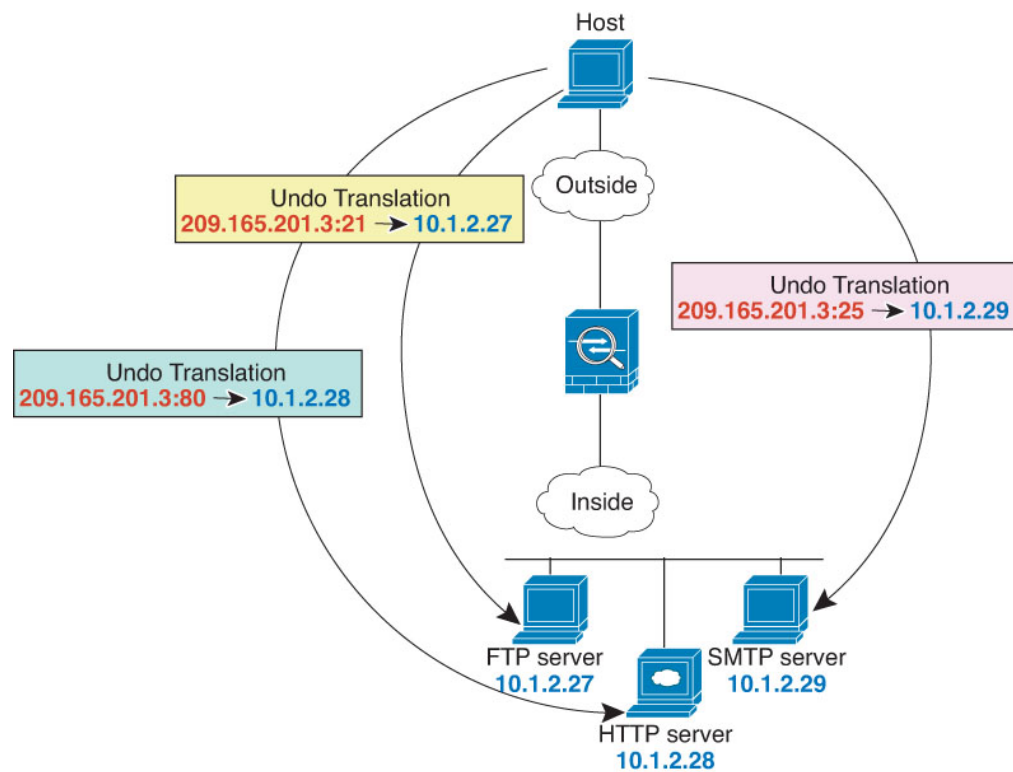 Host
Outside
Undo Translation
209.165.201.3:21 → 10.1.2.27
Undo Translation
209.165.201.3:25 → 10.1.2.29
Undo Translation
209.165.201.3:80 → 10.1.2.28
Inside
FTP server
10.1.2.27
SMTP server
10.1.2.29
HTTP server
10.1.2.28